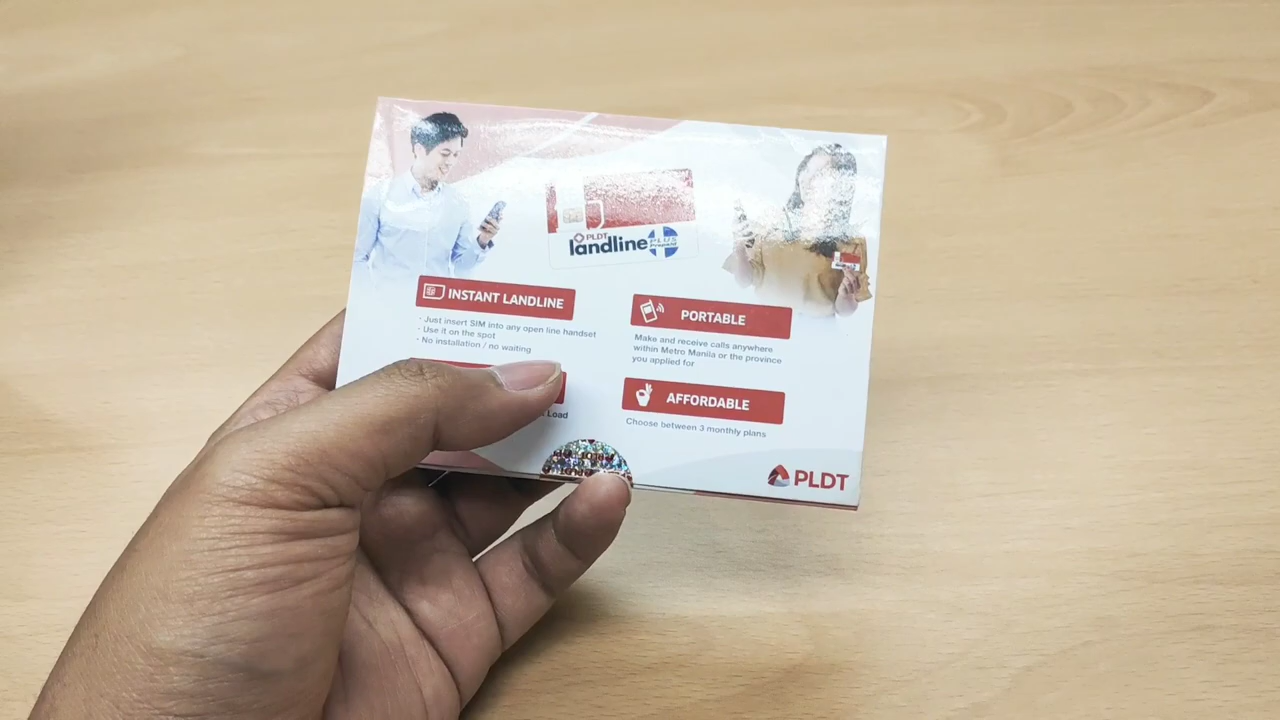 PLDT
landline PLUS
Prepaid
INSTANT LANDLINE
· Just insert SIM into any open line handset
· Use it on the spot
· No installation / no waiting
PORTABLE
Make and receive calls anywhere
within Metro Manila or the province
you applied for
Load
AFFORDABLE
Choose between 3 monthly plans
PLDT